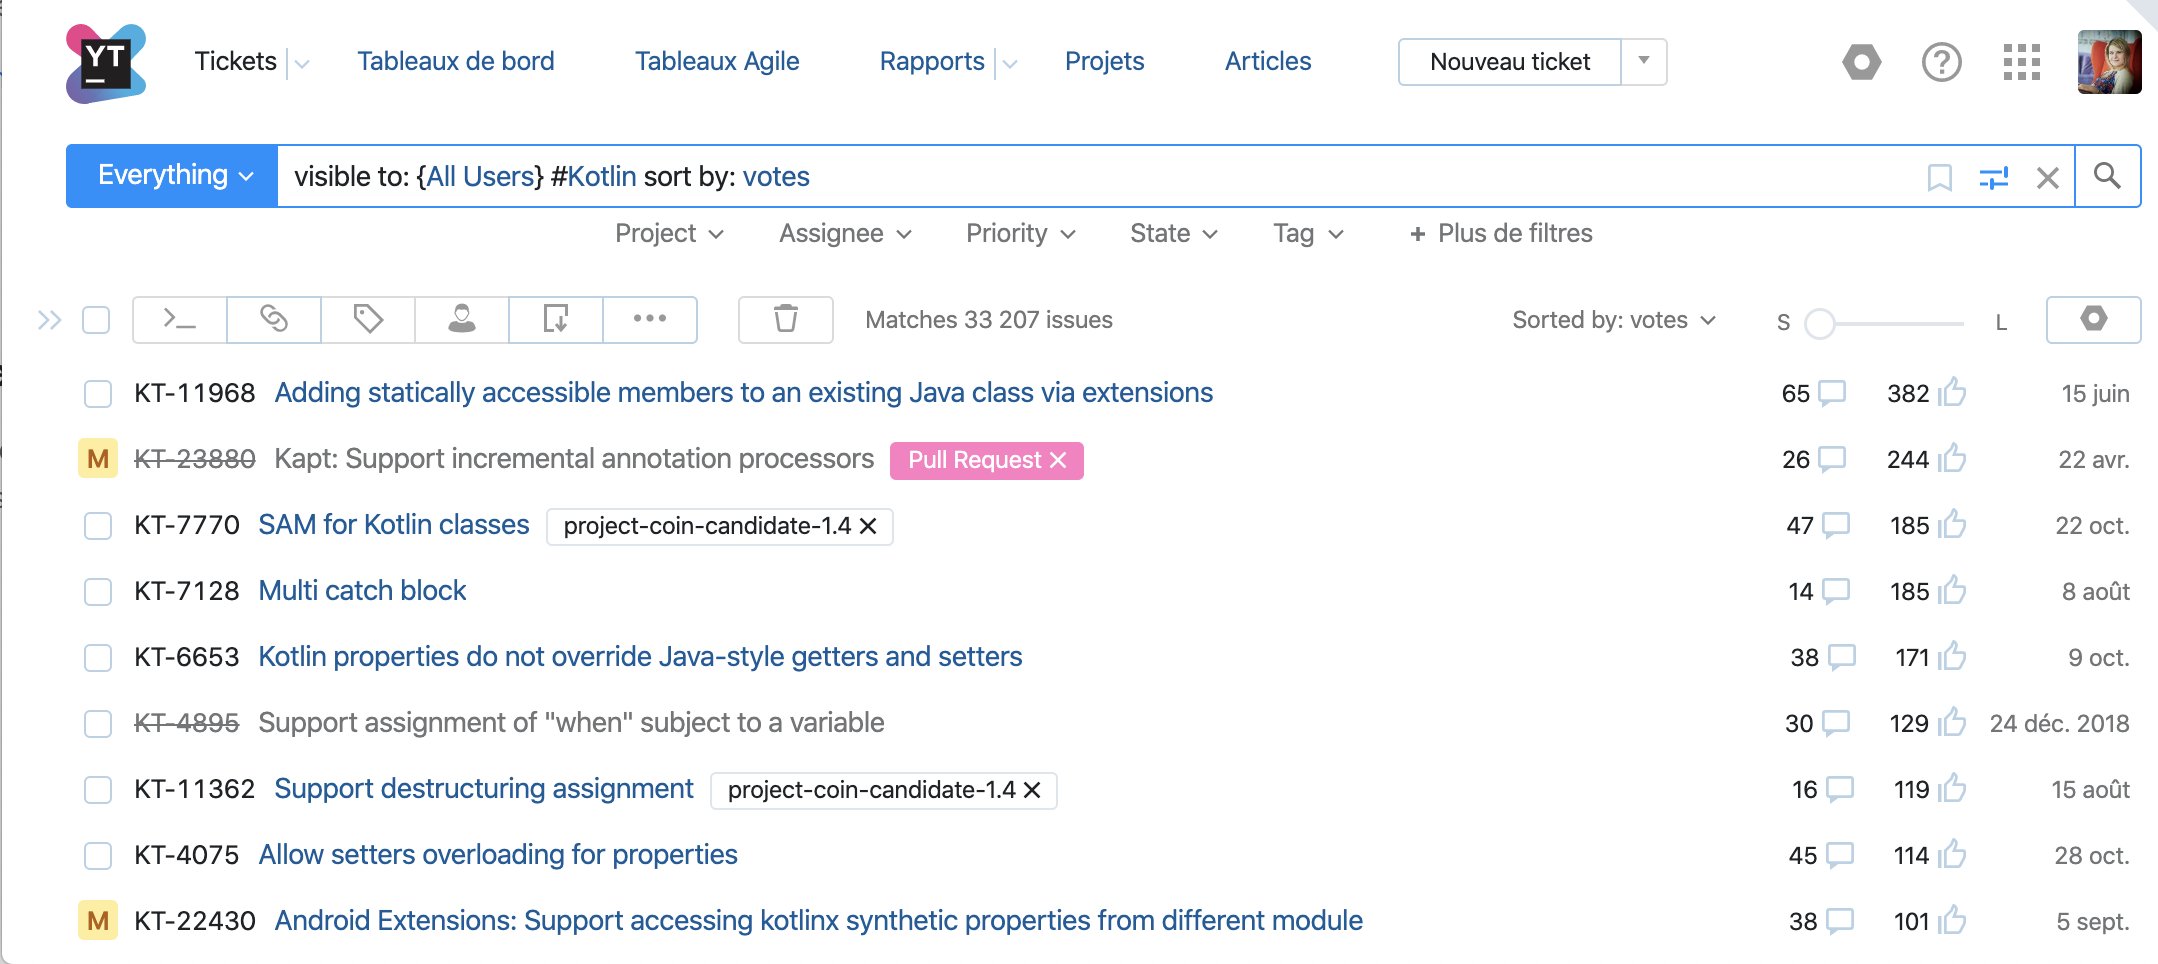 YT
Tickets Tableaux de bord Tableaux Agile Rapports Projets Articles Nouveau ticket
Everything visible to: {All Users} #Kotlin sort by: votes
Project Assignee Priority State Tag + Plus de filtres
Matches 33 207 issues Sorted by: votes S L
KT-11968 Adding statically accessible members to an existing Java class via extensions 65 382 15 juin
M KT-23880 Kapt: Support incremental annotation processors Pull Request 26 244 22 avr.
KT-7770 SAM for Kotlin classes project-coin-candidate-1.4 47 185 22 oct.
KT-7128 Multi catch block 14 185 8 août
KT-6653 Kotlin properties do not override Java-style getters and setters 38 171 9 oct.
KT-4895 Support assignment of "when" subject to a variable 30 129 24 déc. 2018
KT-11362 Support destructuring assignment project-coin-candidate-1.4 16 119 15 août
KT-4075 Allow setters overloading for properties 45 114 28 oct.
M KT-22430 Android Extensions: Support accessing kotlinx synthetic properties from different module 38 101 5 sept.